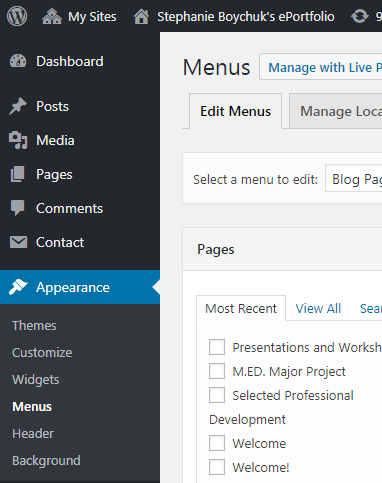 My Sites Stephanie Boychuk's ePortfolio 9
Dashboard
Posts
Media
Pages
Comments
Contact
Appearance
Themes
Customize
Widgets
Menus
Header
Background
Menus Manage with Live P
Edit Menus Manage Loca
Select a menu to edit: Blog Pag
Pages
Most Recent View All Sear
Presentations and Worksh
M.ED. Major Project
Selected Professional
Development
Welcome
Welcome!